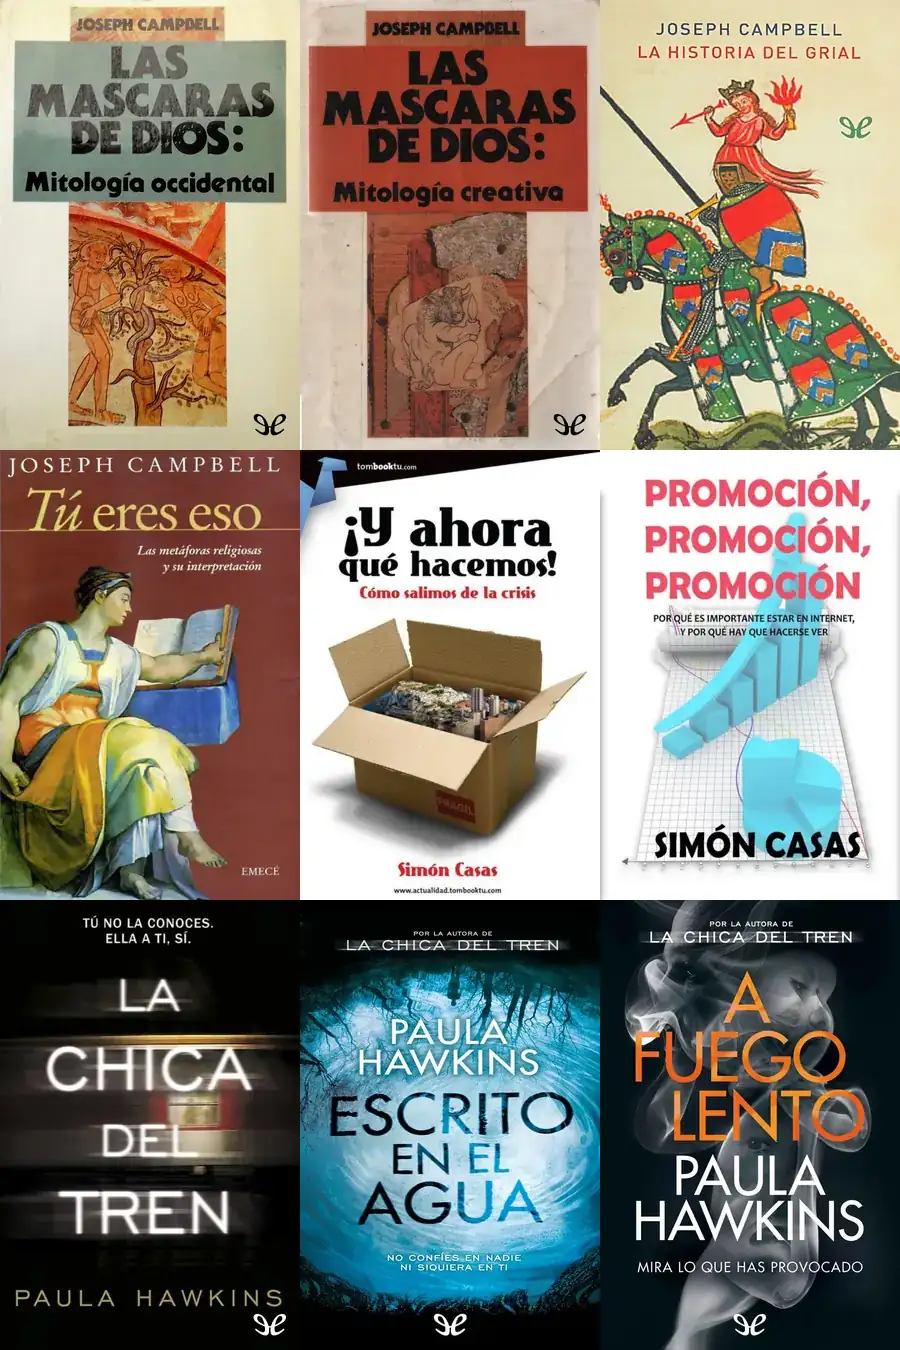 JOSEPH CAMPBELL
LAS
MASCARAS
DE DIOS:
Mitología occidental
JOSEPH CAMPBELL
LAS
MASCARAS
DE DIOS:
Mitología creativa
JOSEPH CAMPBELL
LA HISTORIA DEL GRIAL
JOSEPH CAMPBELL
Tú eres eso
Las metáforas religiosas
y su interpretación
EMECÉ
tombooktu.com
¡Y ahora
qué hacemos!
Cómo salimos de la crisis
FRÁGIL
Simón Casas
www.actualidad.tombooktu.com
PROMOCIÓN,
PROMOCIÓN,
PROMOCIÓN
POR QUÉ ES IMPORTANTE ESTAR EN INTERNET,
Y POR QUÉ HAY QUE HACERSE VER
SIMÓN CASAS
TÚ NO LA CONOCES.
ELLA A TI, SÍ.
LA
CHICA
DEL
TREN
PAULA HAWKINS
POR LA AUTORA DE
LA CHICA DEL TREN
PAULA
HAWKINS
ESCRITO
EN EL
AGUA
NO CONFÍES EN NADIE
NI SIQUIERA EN TI
POR LA AUTORA DE
LA CHICA DEL TREN
A
FUEGO
LENTO
PAULA
HAWKINS
MIRA LO QUE HAS PROVOCADO